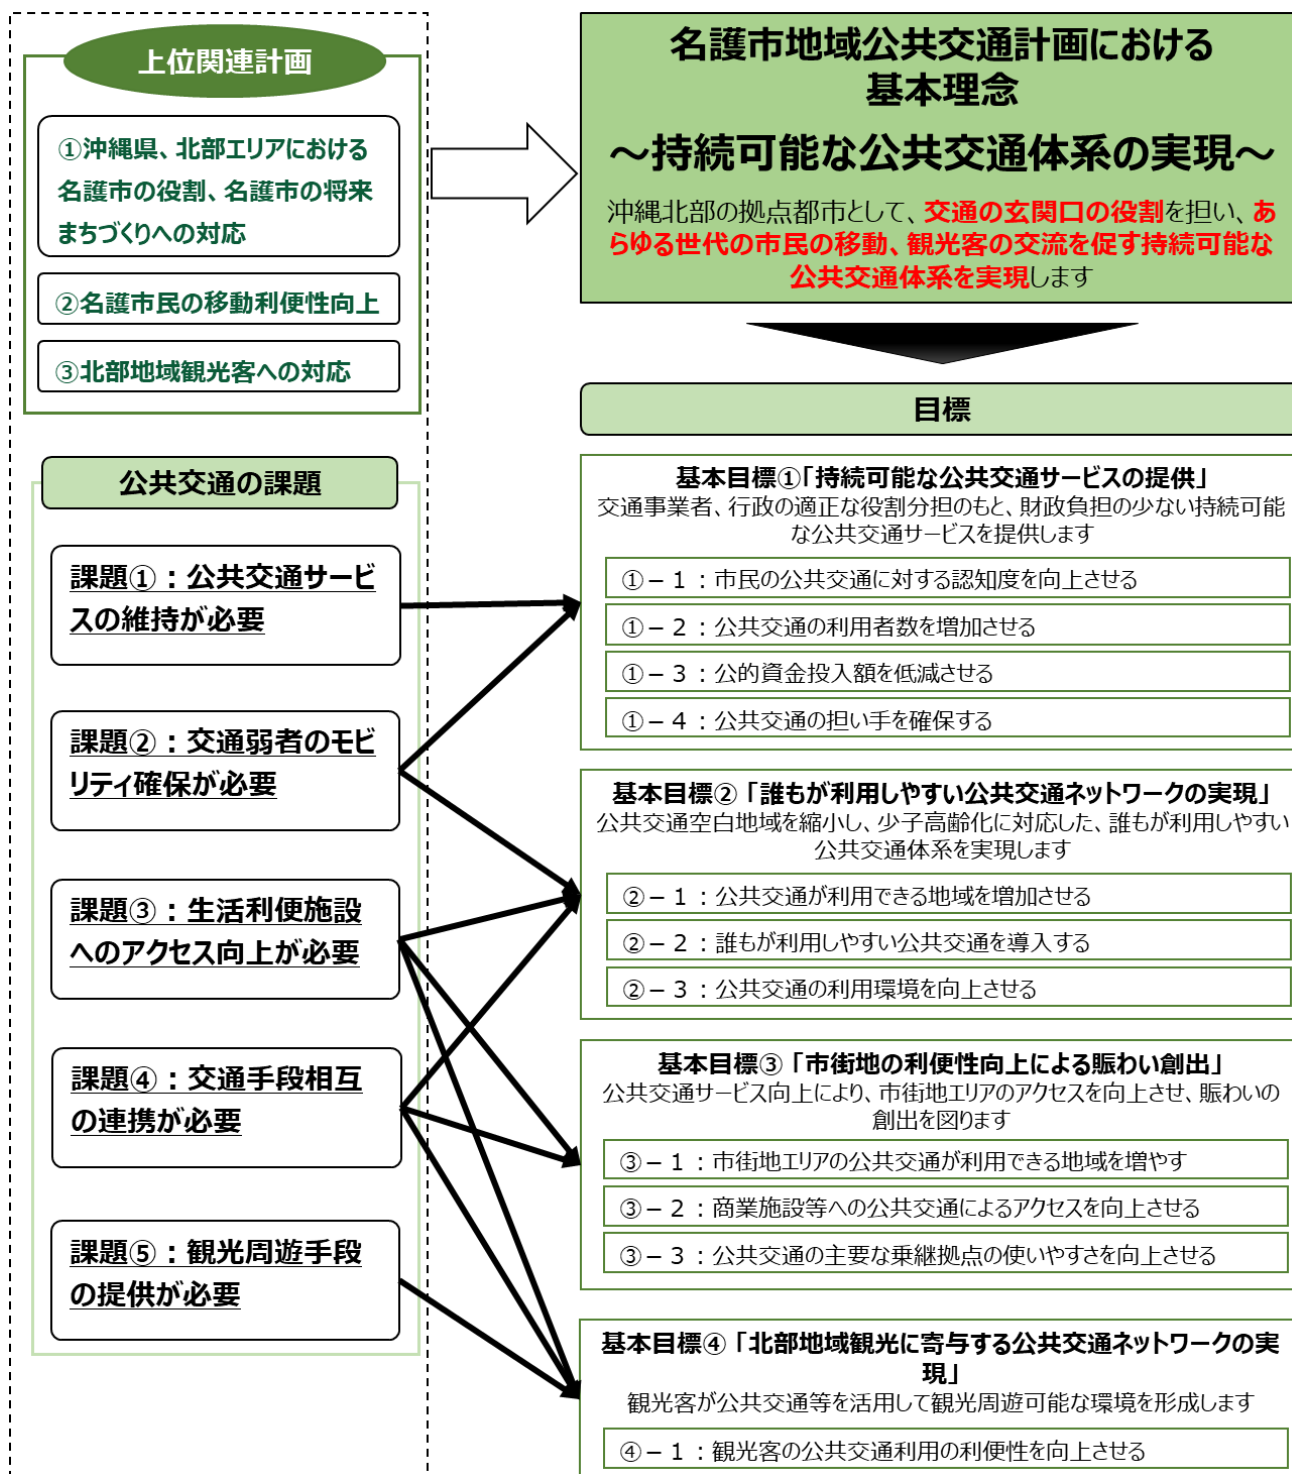 上位関連計画
①沖縄県、北部エリアにおける
名護市の役割、名護市の将来
まちづくりへの対応
②名護市民の移動利便性向上
③北部地域観光客への対応
公共交通の課題
課題①：公共交通サービ
スの維持が必要
課題②：交通弱者のモビ
リティ確保が必要
課題③：生活利便施設
へのアクセス向上が必要
課題④：交通手段相互
の連携が必要
課題⑤：観光周遊手段
の提供が必要
名護市地域公共交通計画における
基本理念
～持続可能な公共交通体系の実現～
沖縄北部の拠点都市として、交通の玄関口の役割を担い、あ
らゆる世代の市民の移動、観光客の交流を促す持続可能な
公共交通体系を実現します
目標
基本目標①「持続可能な公共交通サービスの提供」
交通事業者、行政の適正な役割分担のもと、財政負担の少ない持続可能
な公共交通サービスを提供します
①－１：市民の公共交通に対する認知度を向上させる
①－２：公共交通の利用者数を増加させる
①－３：公的資金投入額を低減させる
①－４：公共交通の担い手を確保する
基本目標②「誰もが利用しやすい公共交通ネットワークの実現」
公共交通空白地域を縮小し、少子高齢化に対応した、誰もが利用しやすい
公共交通体系を実現します
②－１：公共交通が利用できる地域を増加させる
②－２：誰もが利用しやすい公共交通を導入する
②－３：公共交通の利用環境を向上させる
基本目標③「市街地の利便性向上による賑わい創出」
公共交通サービス向上により、市街地エリアのアクセスを向上させ、賑わいの
創出を図ります
③－１：市街地エリアの公共交通が利用できる地域を増やす
③－２：商業施設等への公共交通によるアクセスを向上させる
③－３：公共交通の主要な乗継拠点の使いやすさを向上させる
基本目標④「北部地域観光に寄与する公共交通ネットワークの実
現」
観光客が公共交通等を活用して観光周遊可能な環境を形成します
④－１：観光客の公共交通利用の利便性を向上させる